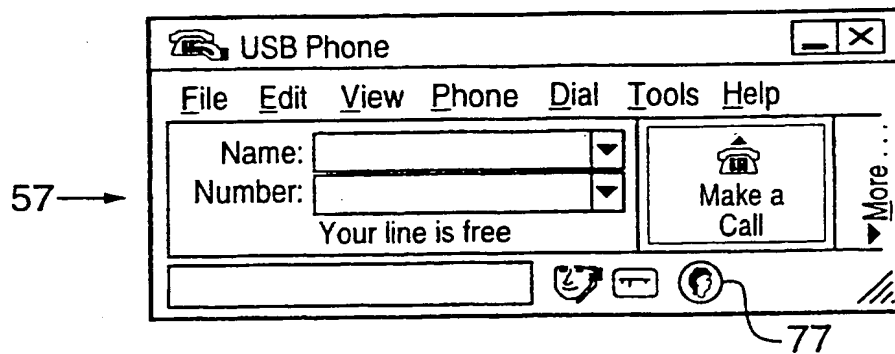 USB Phone
File Edit View Phone Dial Tools Help
Name:
Number:
Your line is free
Make a
Call
More...
57
77